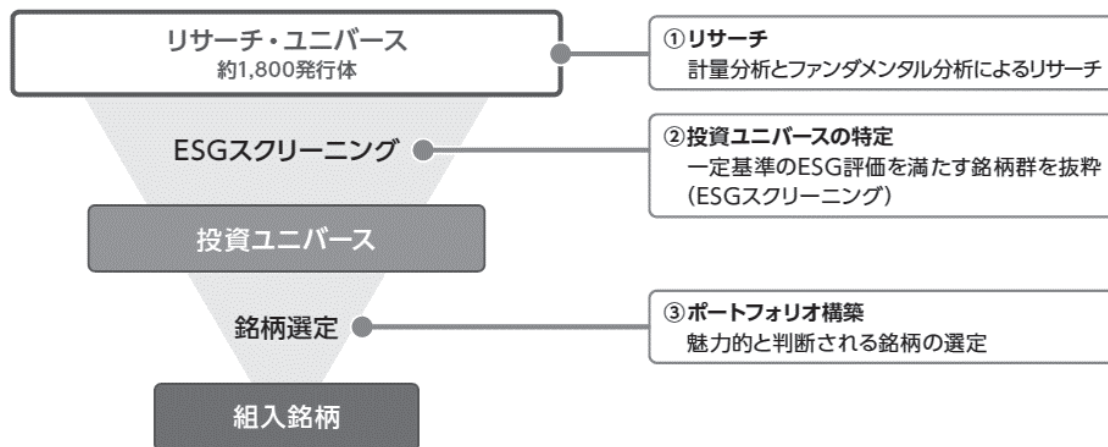 リサーチ・ユニバース
約1,800発行体
①リサーチ
計量分析とファンダメンタル分析によるリサーチ
ESGスクリーニング
②投資ユニバースの特定
一定基準のESG評価を満たす銘柄群を抜粋
(ESGスクリーニング)
投資ユニバース
銘柄選定
③ポートフォリオ構築
魅力的と判断される銘柄の選定
組入銘柄